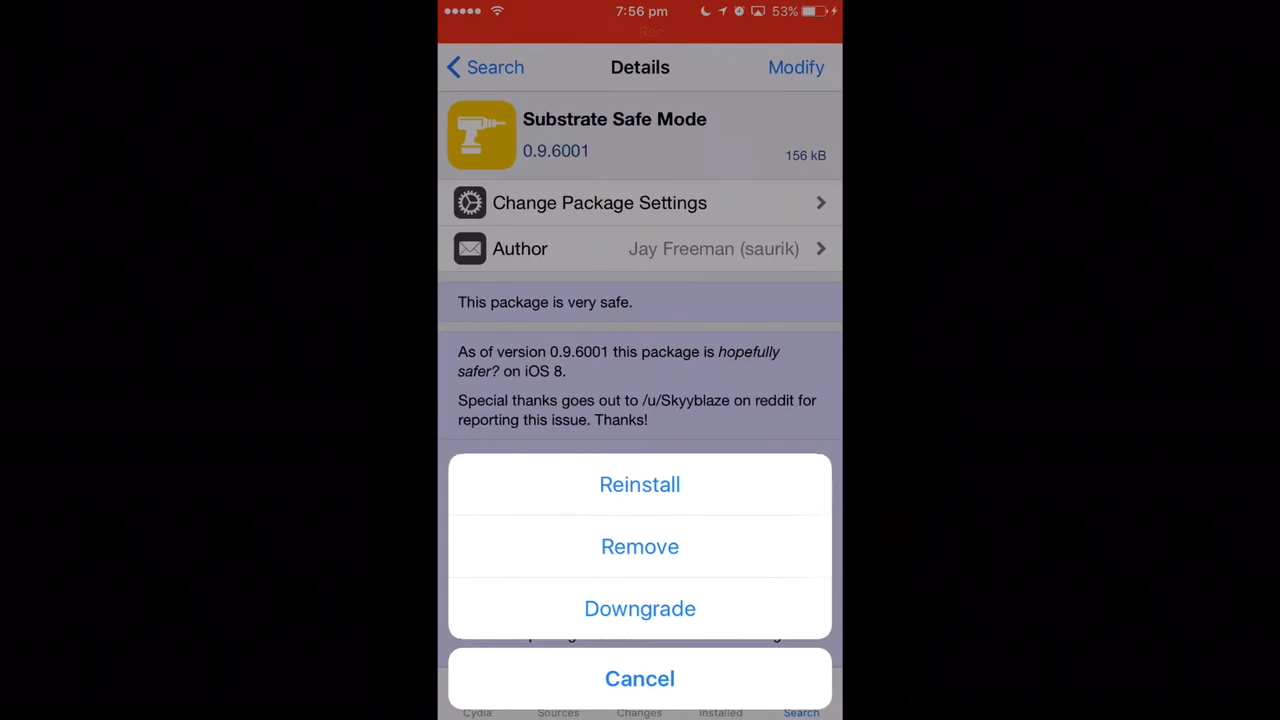 7:56 pm 53%
Rec
Search Details Modify
Substrate Safe Mode
0.9.6001 156 kB
Change Package Settings
Author Jay Freeman (saurik)
This package is very safe.
As of version 0.9.6001 this package is hopefully
safer? on iOS 8.
Special thanks goes out to /u/Skyyblaze on reddit for
reporting this issue. Thanks!
Reinstall
Remove
Downgrade
Cancel
Cydia Sources Changes Installed Search